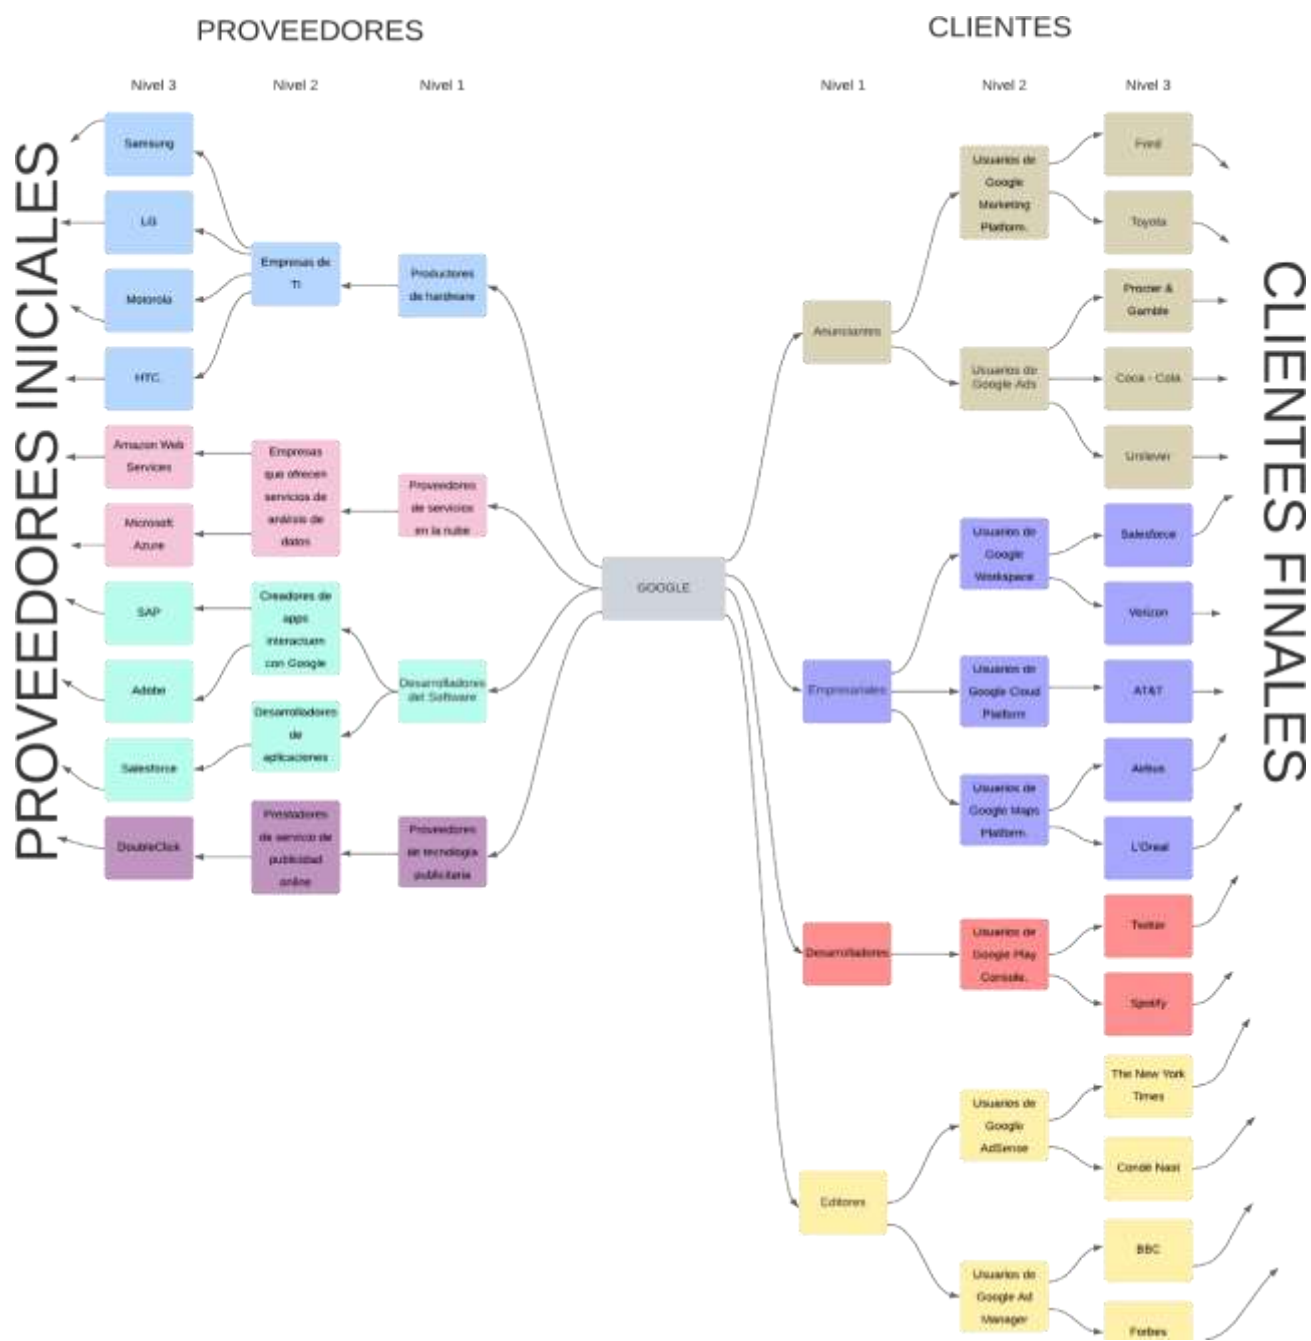 PROVEEDORES
CLIENTES
Nivel 3
Nivel 2
Nivel 1
Nivel 1
Nivel 2
Nivel 3
PROVEEDORES INICIALES
Samsung
LG
Motorola
HTC
Amazon Web
Services
Microsoft
Azure
SAP
Adobe
Salesforce
DoubleClick
Empresas de
TI
Empresas
que ofrecen
servicios de
análisis de
datos
Creadores de
apps
interactuen
con Google
Desarrolladores
de
aplicaciones
Prestadores
de servicio de
publicidad
online
Productores
de hardware
Proveedores
de servicios
en la nube
Desarrolladores
del Software
Proveedores
de tecnología
publicitaria
GOOGLE
Anunciantes
Empresariales
Desarrolladores
Editores
Usuarios de
Google
Marketing
Platform.
Usuarios de
Google Ads
Usuarios de
Google
Workspace
Usuarios de
Google Cloud
Platform
Usuarios de
Google Maps
Platform.
Usuarios de
Google Play
Console.
Usuarios de
Google
AdSense
Usuarios de
Google Ad
Manager
Ford
Toyota
Procter &
Gamble
Coca - Cola
Unilever
Salesforce
Verizon
AT&T
Airbus
L'Oreal
Twitter
Spotify
The New York
Times
Condé Nast
BBC
Forbes
CLIENTES FINALES